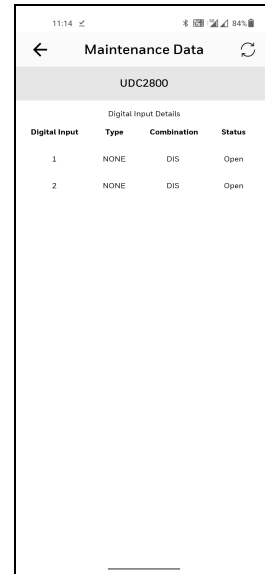 11:14 84%
Maintenance Data
UDC2800
Digital Input Details
Digital Input Type Combination Status
1 NONE DIS Open
2 NONE DIS Open